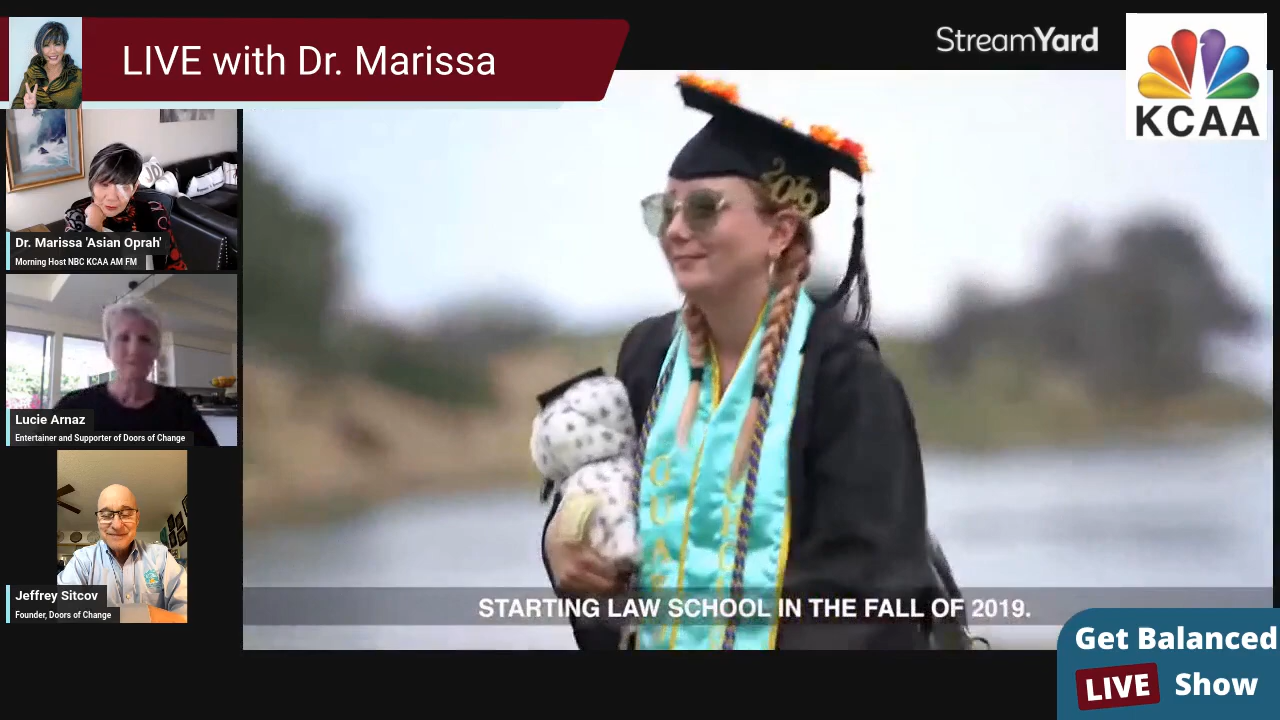 LIVE with Dr. Marissa
StreamYard
KCAA
Dr. Marissa 'Asian Oprah'
Morning Host NBC KCAA AM FM
Lucie Arnaz
Entertainer and Supporter of Doors of Change
Jeffrey Sitcov
Founder, Doors of Change
2019
STARTING LAW SCHOOL IN THE FALL OF 2019.
Get Balanced
LIVE Show